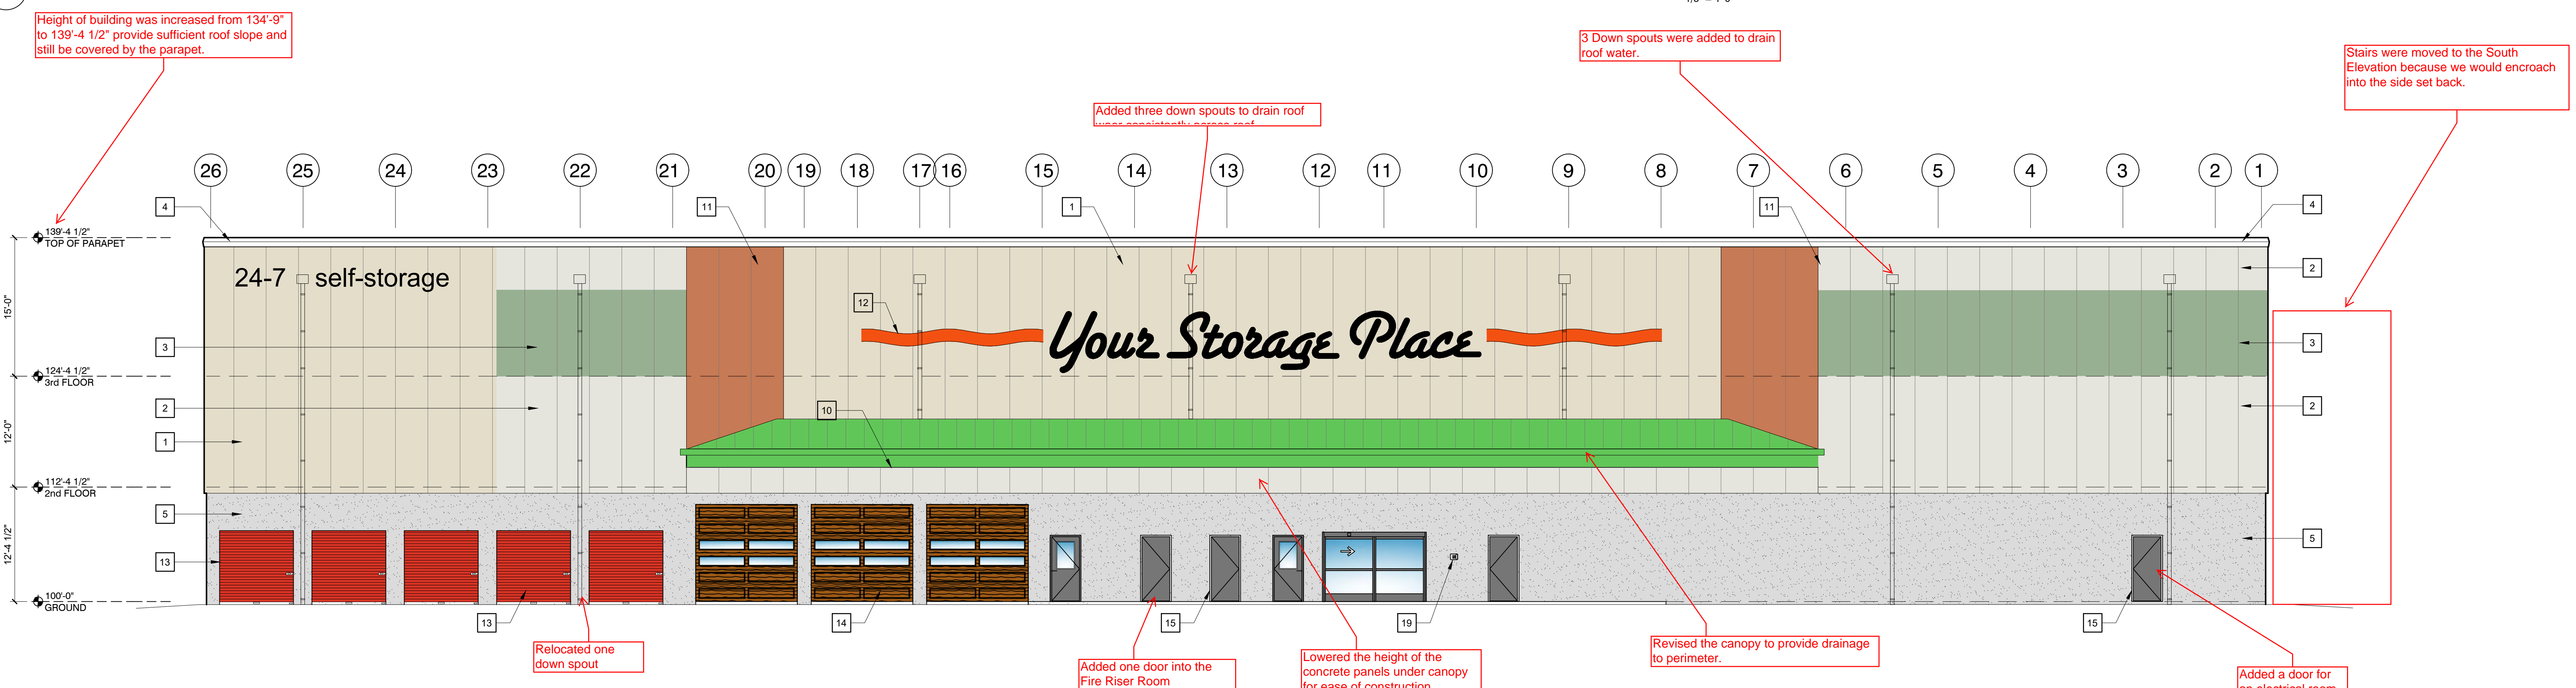 Height of building was increased from 134'-9"
to 139'-4 1/2" provide sufficient roof slope and
still be covered by the parapet.
3 Down spouts were added to drain
roof water.
Stairs were moved to the South
Elevation because we would encroach
into the side set back.
Added three down spouts to drain roof
26 25 24 23 22 21 20 19 18 17 16 15 14 13 12 11 10 9 8 7 6 5 4 3 2 1
4 11 1 11 4
139'-4 1/2"
TOP OF PARAPET
24-7 self-storage
2
12
15'-0"
Your Storage Place
3 3
124'-4 1/2"
3rd FLOOR
2 10 2
12'-0"
1
112'-4 1/2"
2nd FLOOR
5 5
12'-4 1/2"
13
100'-0"
GROUND
13 14 15 19 15
Relocated one
down spout
Added one door into the
Fire Riser Room
Lowered the height of the
concrete panels under canopy
for ease of construction
Revised the canopy to provide drainage
to perimeter.
Added a door for
an electrical room